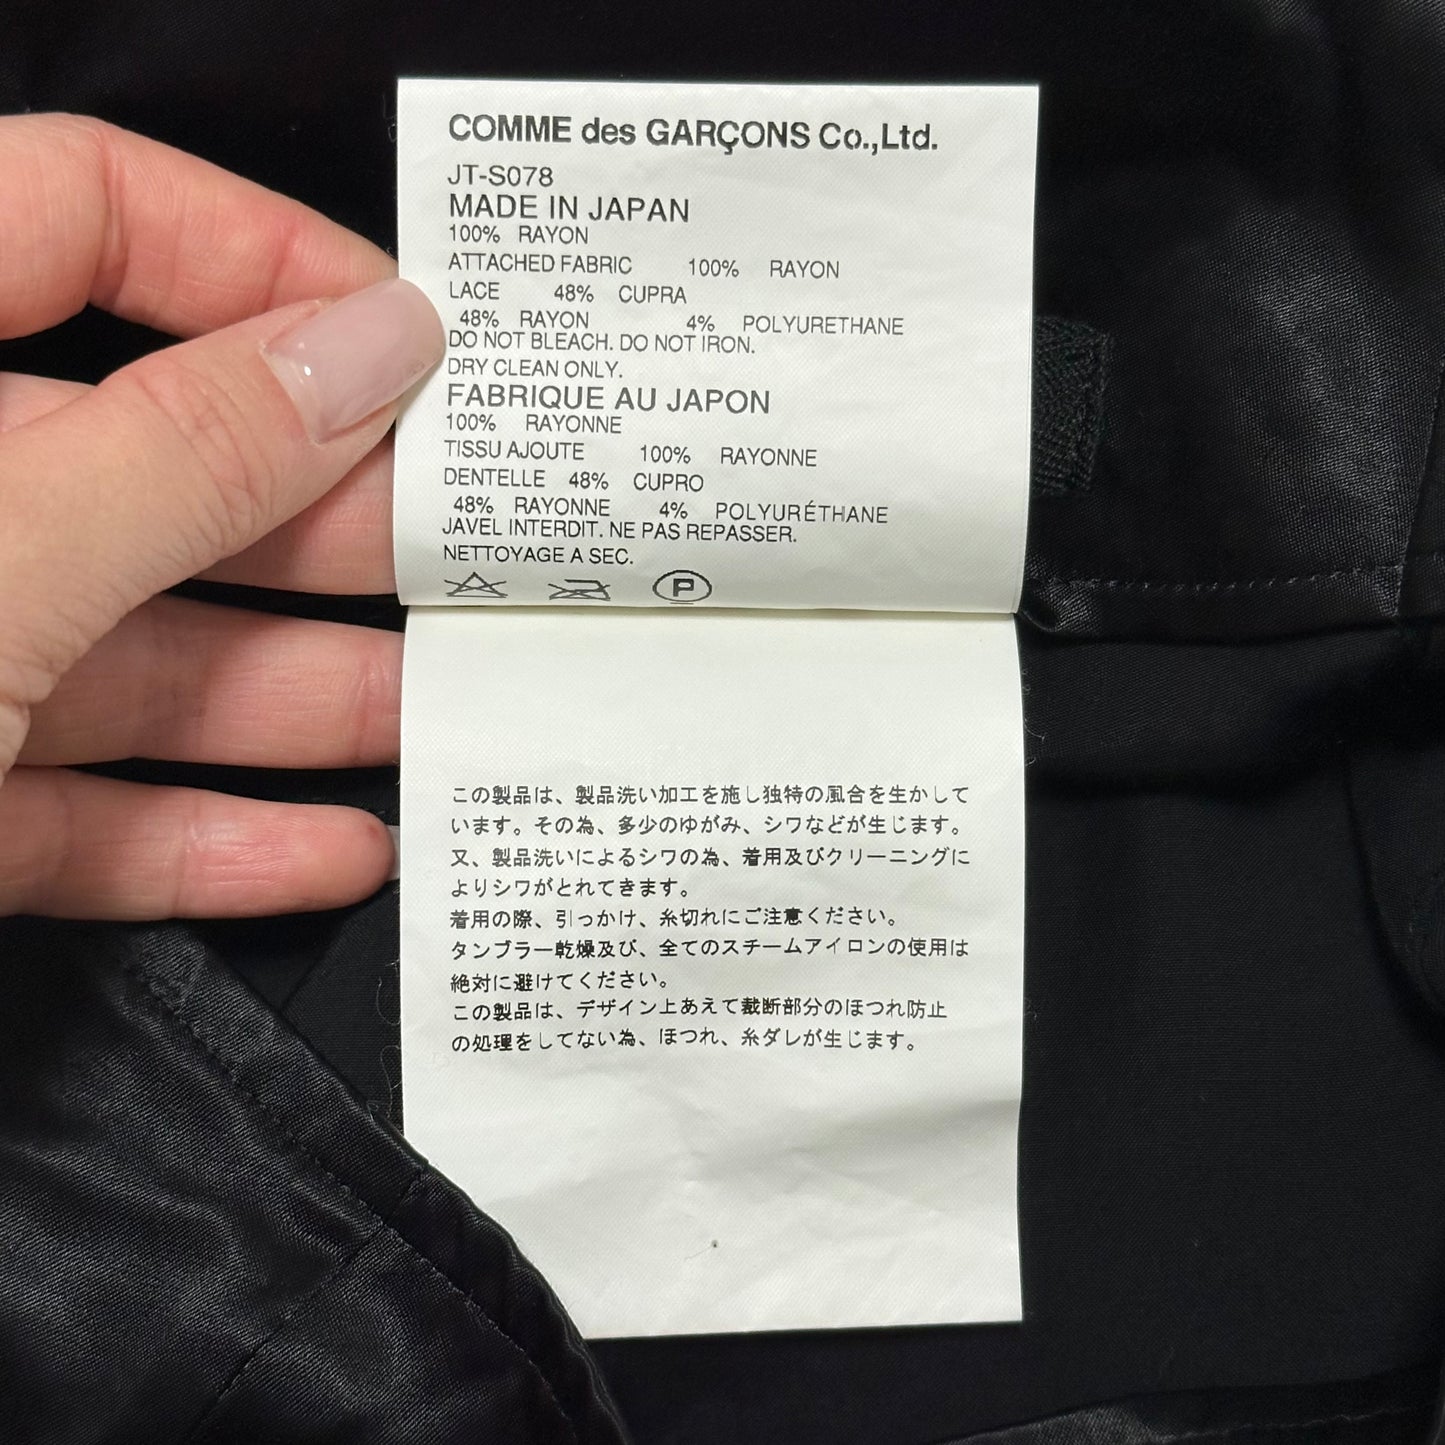 COMME des GARÇONS Co.,Ltd.
JT-S078
MADE IN JAPAN
100% RAYON
ATTACHED FABRIC 100% RAYON
LACE 48% CUPRA
48% RAYON 4% POLYURETHANE
DO NOT BLEACH. DO NOT IRON.
DRY CLEAN ONLY.
FABRIQUE AU JAPON
100% RAYONNE
TISSU AJOUTE 100% RAYONNE
DENTELLE 48% CUPRO
48% RAYONNE 4% POLYURÉTHANE
JAVEL INTERDIT. NE PAS REPASSER.
NETTOYAGE A SEC.
P
この製品は、製品洗い加工を施し独特の風合を生かして
います。その為、多少のゆがみ、シワなどが生じます。
又、製品洗いによるシワの為、着用及びクリーニングに
よりシワがとれてきます。
着用の際、引っかけ、糸切れにご注意ください。
タンブラー乾燥及び、全てのスチームアイロンの使用は
絶対に避けてください。
この製品は、デザイン上あえて裁断部分のほつれ防止
の処理をしてない為、ほつれ、糸ダレが生じます。